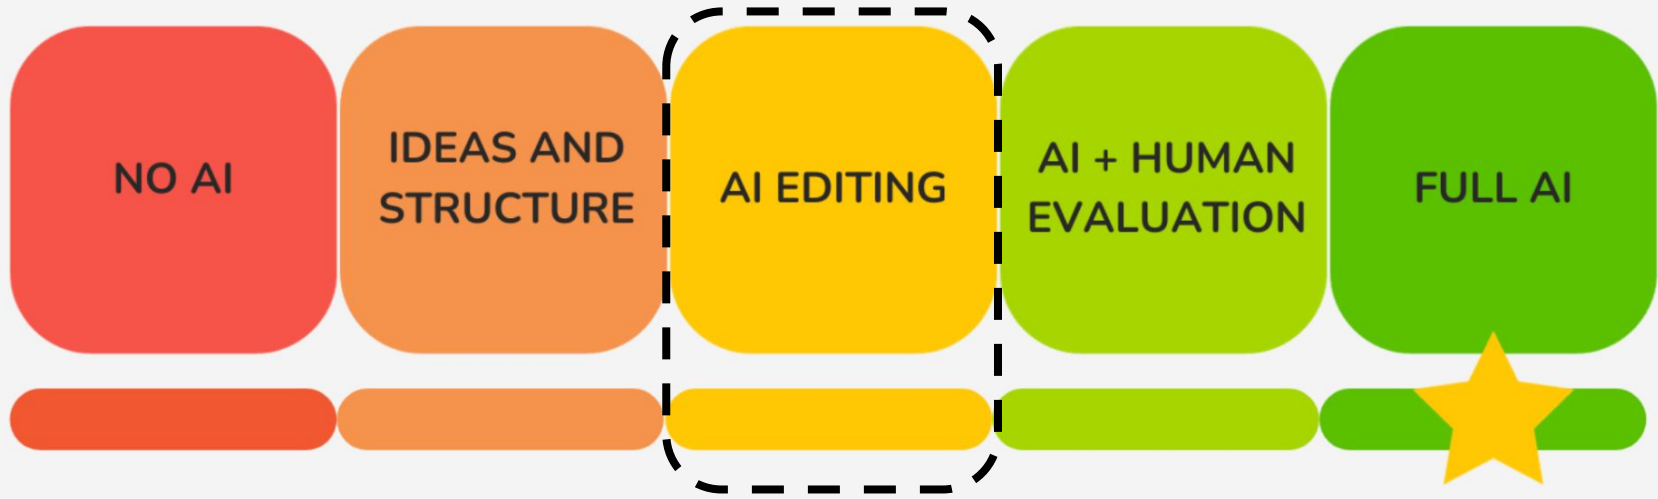 NO AI
IDEAS AND
STRUCTURE
AI EDITING
AI + HUMAN
EVALUATION
FULL AI